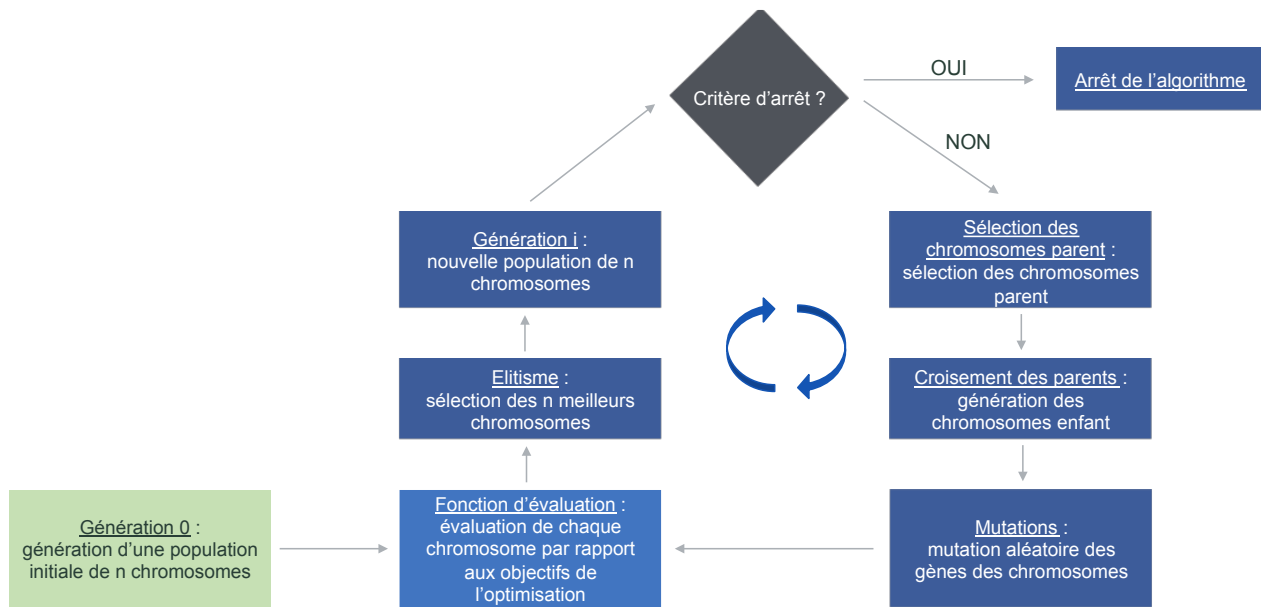 Critère d'arrêt ?
OUI
Arrêt de l'algorithme
NON
Génération i :
nouvelle population de n
chromosomes
Sélection des
chromosomes parent :
sélection des chromosomes
parent
Elitisme :
sélection des n meilleurs
chromosomes
Croisement des parents :
génération des
chromosomes enfant
Génération 0 :
génération d'une population
initiale de n chromosomes
Fonction d'évaluation :
évaluation de chaque
chromosome par rapport
aux objectifs de
l'optimisation
Mutations :
mutation aléatoire des
gènes des chromosomes